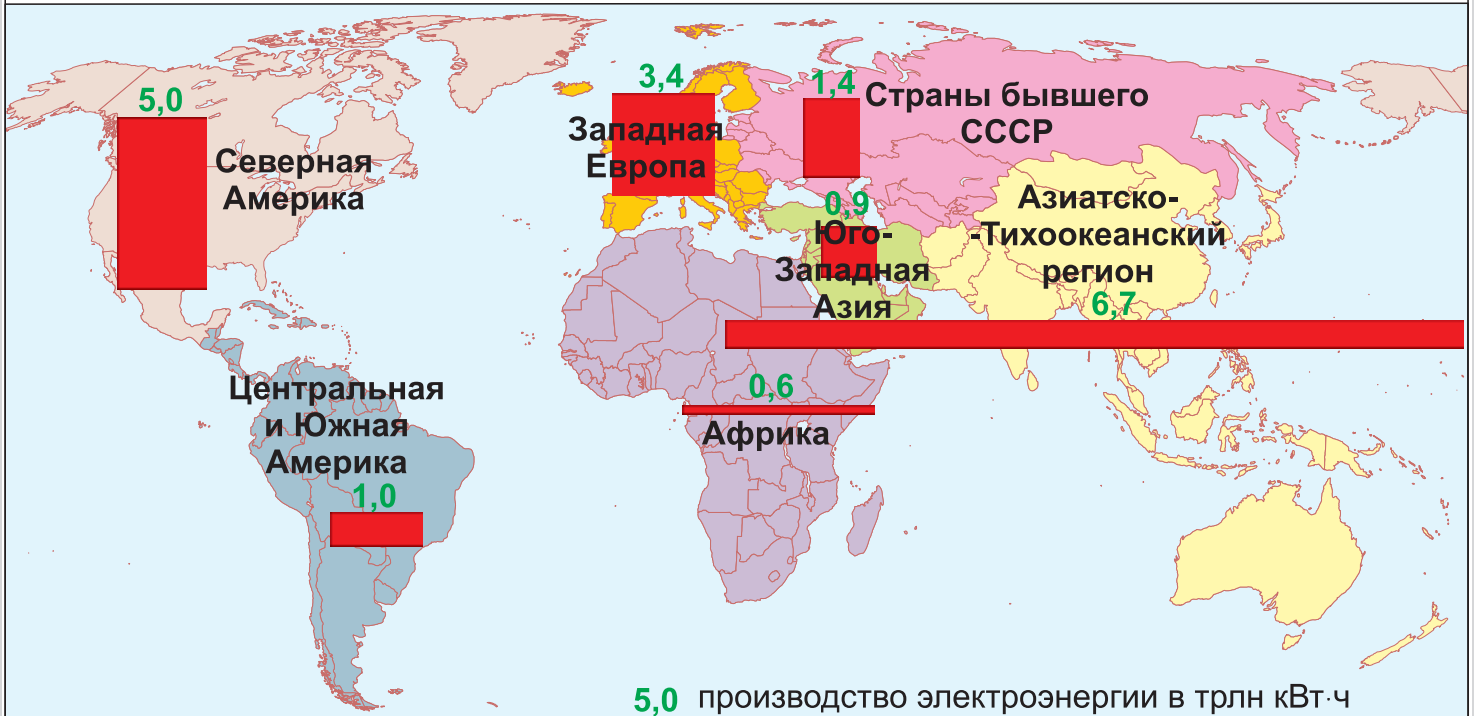 5,0
Северная
Америка
3,4
Западная
Европа
1,4
Страны бывшего
СССР
0,9
Юго-
Западная
Азия
Азиатско-
-Тихоокеанский
регион
6,7
0,6
Африка
Центральная
и Южная
Америка
1,0
5,0 производство электроэнергии в трлн кВт·ч